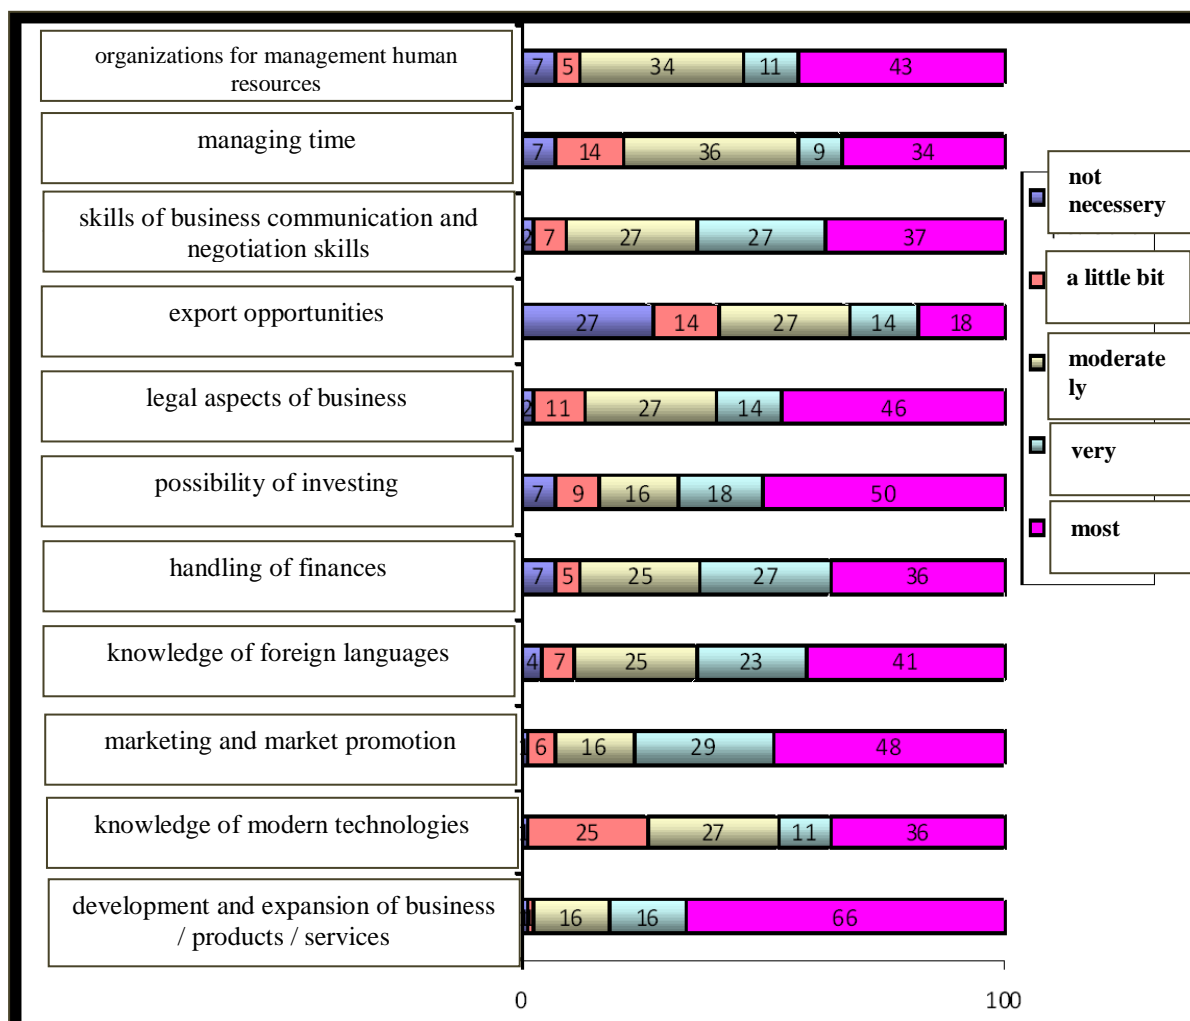 organizations for management human
resources
7 5 34 11 43
managing time
7 14 36 9 34
skills of business communication and
negotiation skills
2 7 27 27 37
export opportunities
27 14 27 14 18
legal aspects of business
2 11 27 14 46
possibility of investing
7 9 16 18 50
handling of finances
7 5 25 27 36
knowledge of foreign languages
4 7 25 23 41
marketing and market promotion
1 6 16 29 48
knowledge of modern technologies
1 25 27 11 36
development and expansion of business
/ products / services
1 1 16 16 66
0 100
not
necessery
a little bit
moderate
ly
very
most